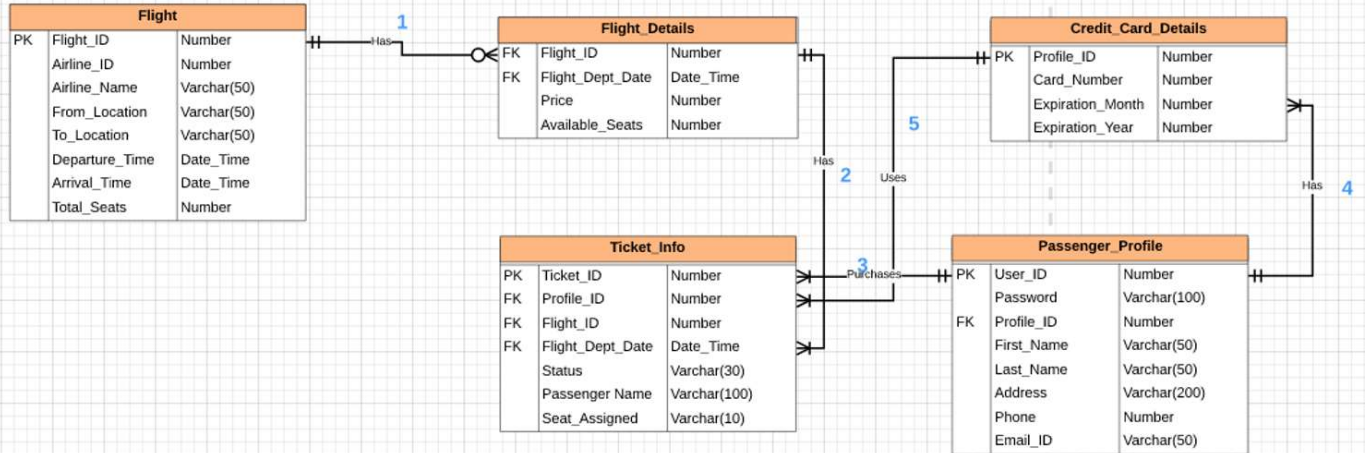 Flight
PK Flight_ID Number
Airline_ID Number
Airline_Name Varchar(50)
From_Location Varchar(50)
To_Location Varchar(50)
Departure_Time Date_Time
Arrival_Time Date_Time
Total_Seats Number
1
Has
Flight_Details
FK Flight_ID Number
FK Flight_Dept_Date Date_Time
Price Number
Available_Seats Number
Has
2
Credit_Card_Details
PK Profile_ID Number
Card_Number Number
Expiration_Month Number
Expiration_Year Number
5
Uses
Has
4
Ticket_Info
PK Ticket_ID Number
FK Profile_ID Number
FK Flight_ID Number
FK Flight_Dept_Date Date_Time
Status Varchar(30)
Passenger Name Varchar(100)
Seat_Assigned Varchar(10)
3
Purchases
Passenger_Profile
PK User_ID Number
Password Varchar(100)
FK Profile_ID Number
First_Name Varchar(50)
Last_Name Varchar(50)
Address Varchar(200)
Phone Number
Email_ID Varchar(50)